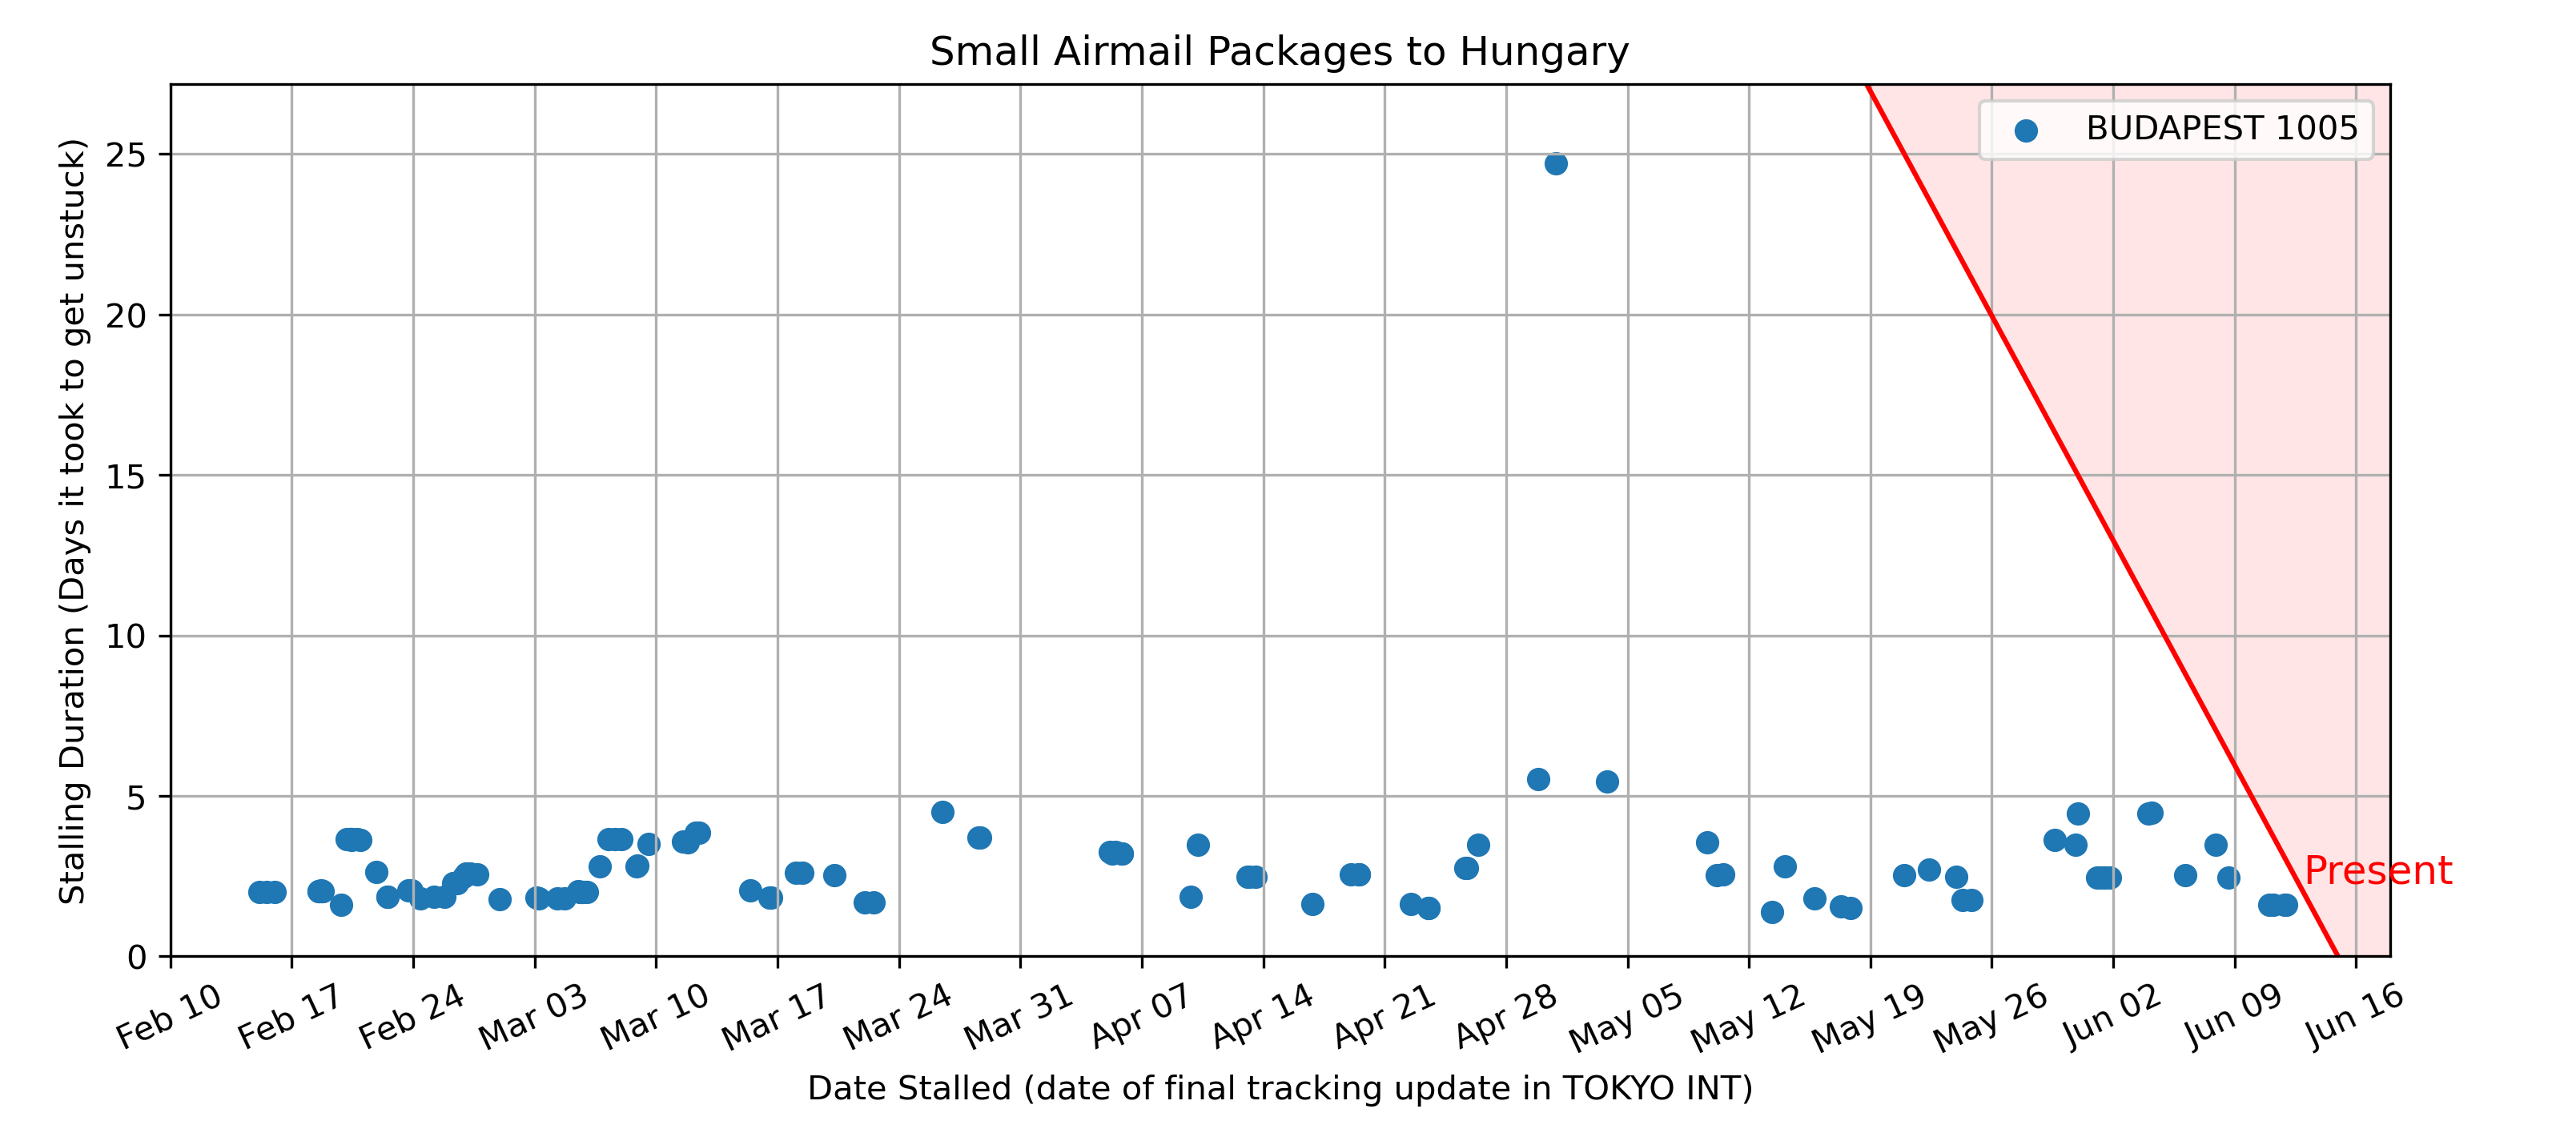 Small Airmail Packages to Hungary
BUDAPEST 1005
Stalling Duration (Days it took to get unstuck)
25
20
15
10
5
0
Present
Feb 10
Feb 17
Feb 24
Mar 03
Mar 10
Mar 17
Mar 24
Mar 31
Apr 07
Apr 14
Apr 21
Apr 28
May 05
May 12
May 19
May 26
Jun 02
Jun 09
Jun 16
Date Stalled (date of final tracking update in TOKYO INT)